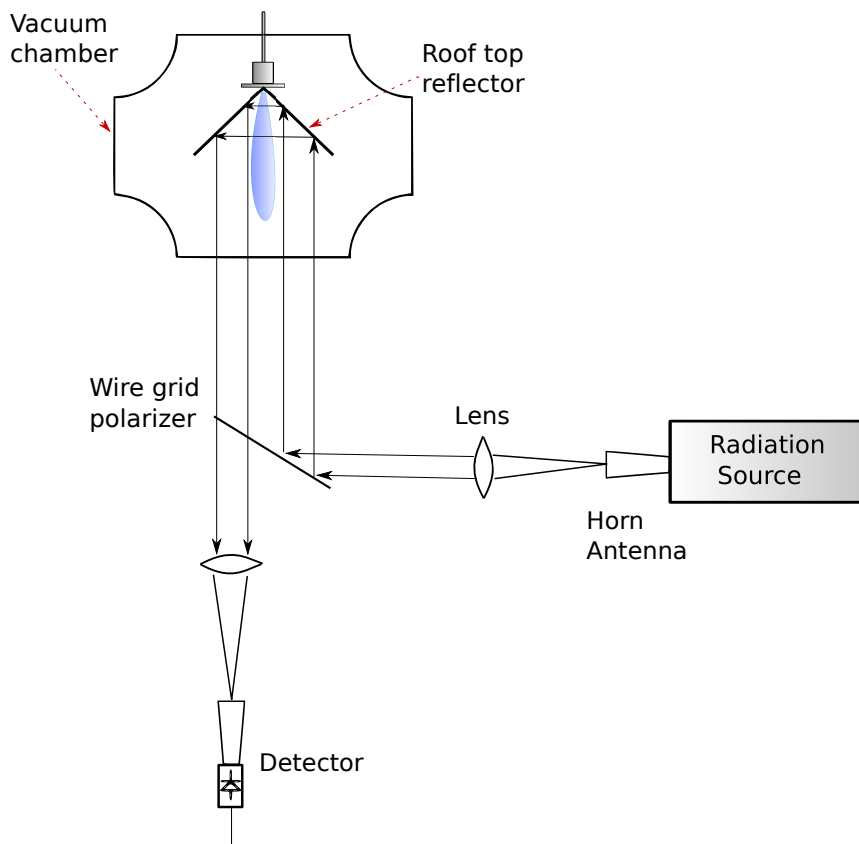 Vacuum
chamber
Roof top
reflector
Wire grid
polarizer
Lens
Radiation
Source
Horn
Antenna
Detector